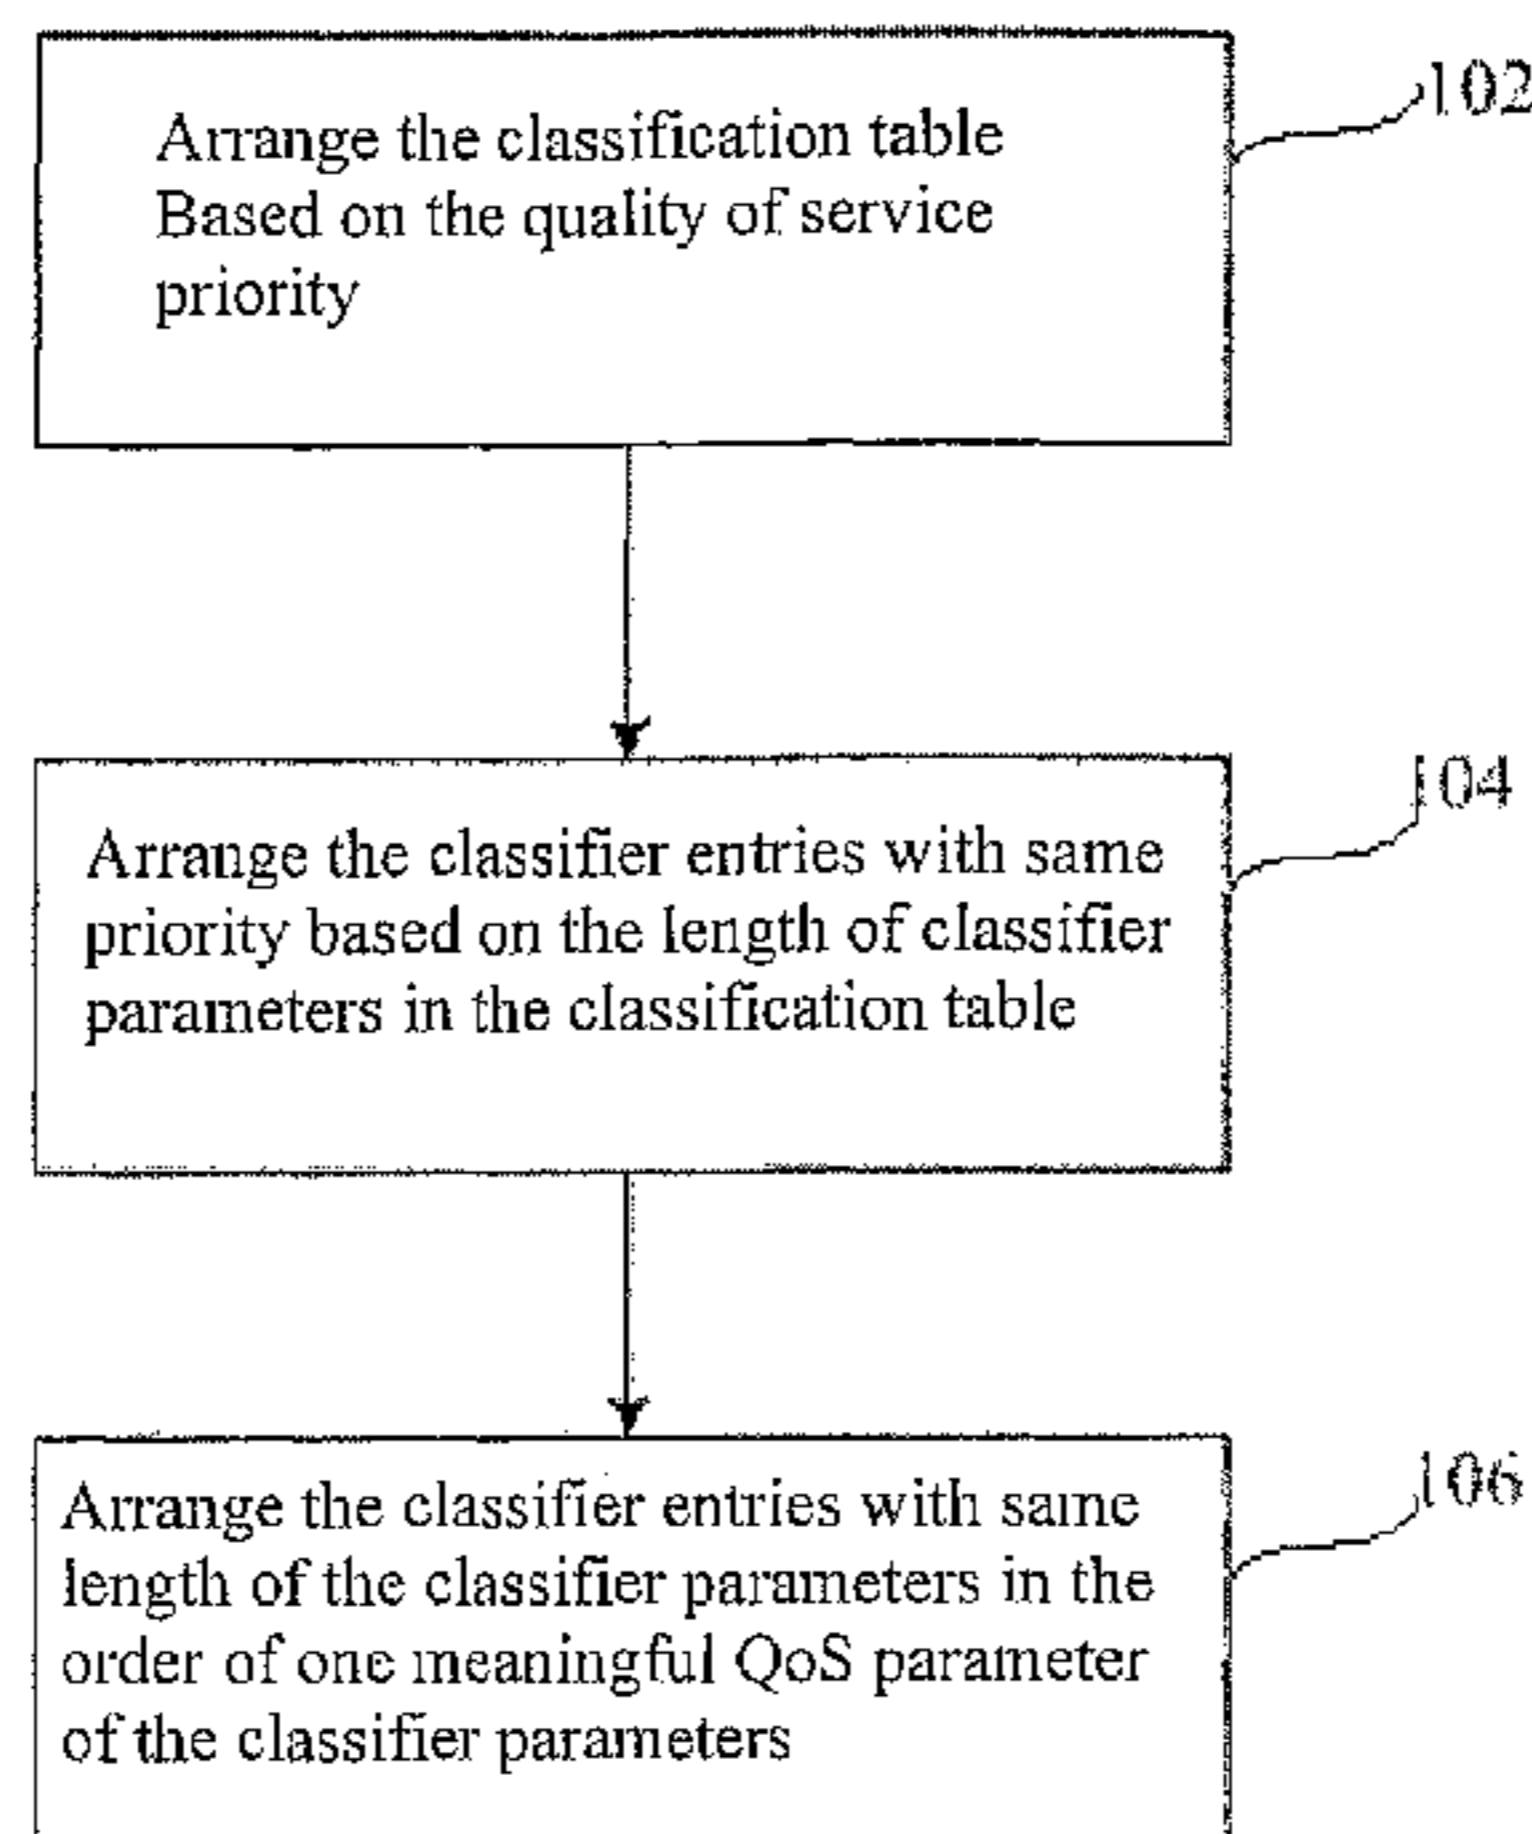 Arrange the classification table
Based on the quality of service
priority
102
Arrange the classifier entries with same
priority based on the length of classifier
parameters in the classification table
104
Arrange the classifier entries with same
length of the classifier parameters in the
order of one meaningful QoS parameter
of the classifier parameters
106